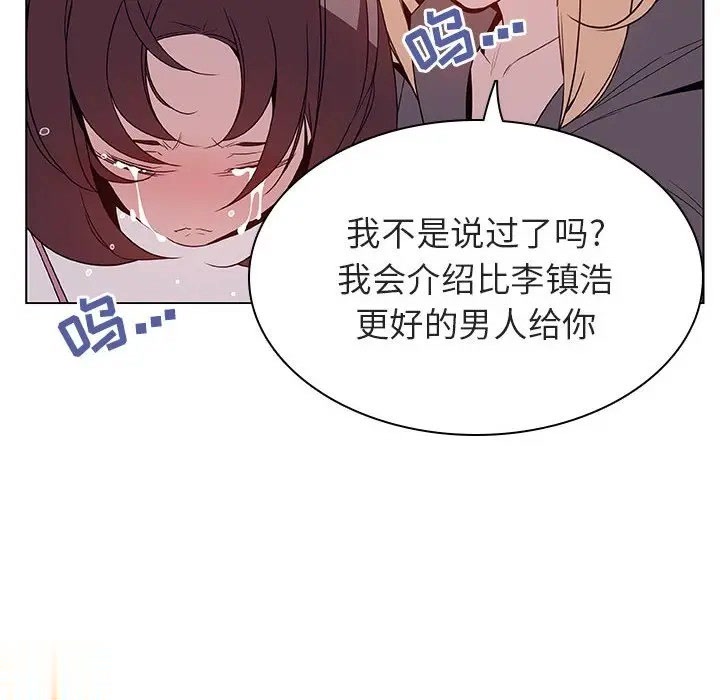 呜…
我不是说过了吗?
我会介绍比李镇浩
更好的男人给你
呜…